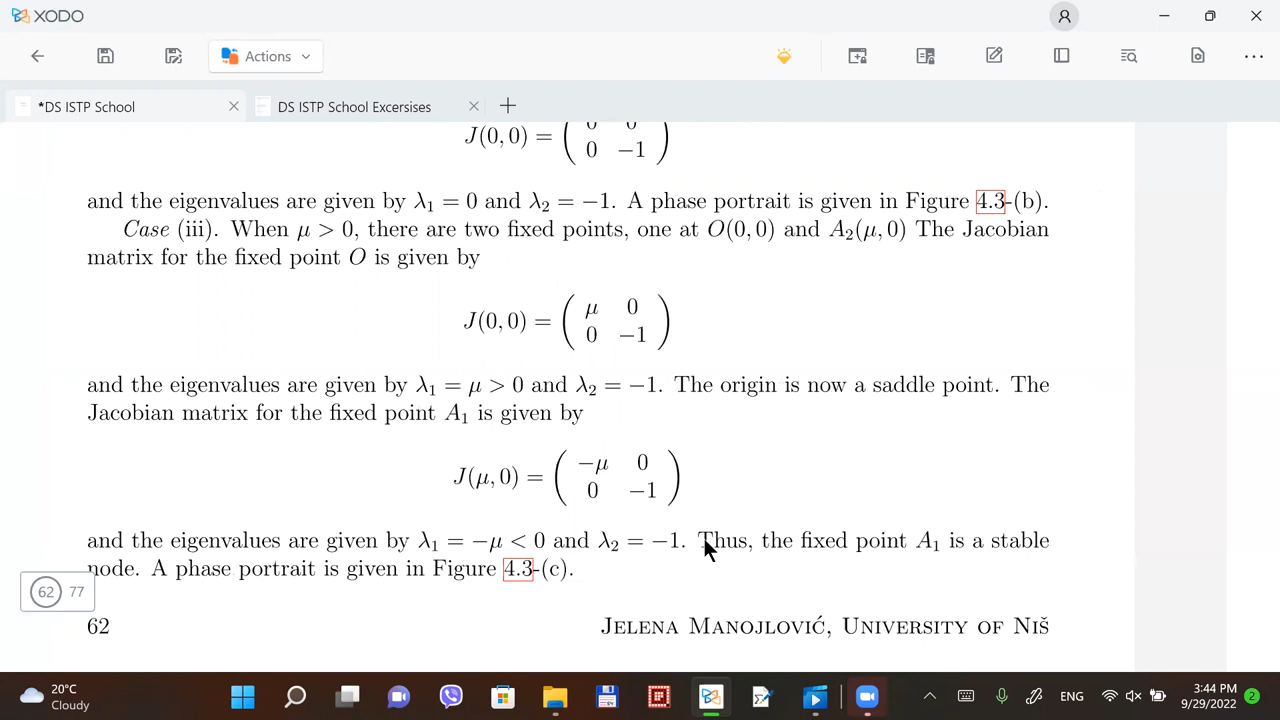 XODO
Actions
*DS ISTP School
DS ISTP School Excersises
J(0, 0) = ( 0 0
0 −1 )
and the eigenvalues are given by λ₁ = 0 and λ₂ = −1. A phase portrait is given in Figure 4.3-(b).
Case (iii). When μ > 0, there are two fixed points, one at O(0, 0) and A₂(μ, 0) The Jacobian
matrix for the fixed point O is given by
J(0, 0) = ( μ 0
0 −1 )
and the eigenvalues are given by λ₁ = μ > 0 and λ₂ = −1. The origin is now a saddle point. The
Jacobian matrix for the fixed point A₁ is given by
J(μ, 0) = ( −μ 0
0 −1 )
and the eigenvalues are given by λ₁ = −μ < 0 and λ₂ = −1. Thus, the fixed point A₁ is a stable
node. A phase portrait is given in Figure 4.3-(c).
62 77
62 Jelena Manojlović, University of Niš
20°C
Cloudy
64
ENG
3:44 PM
9/29/2022
2